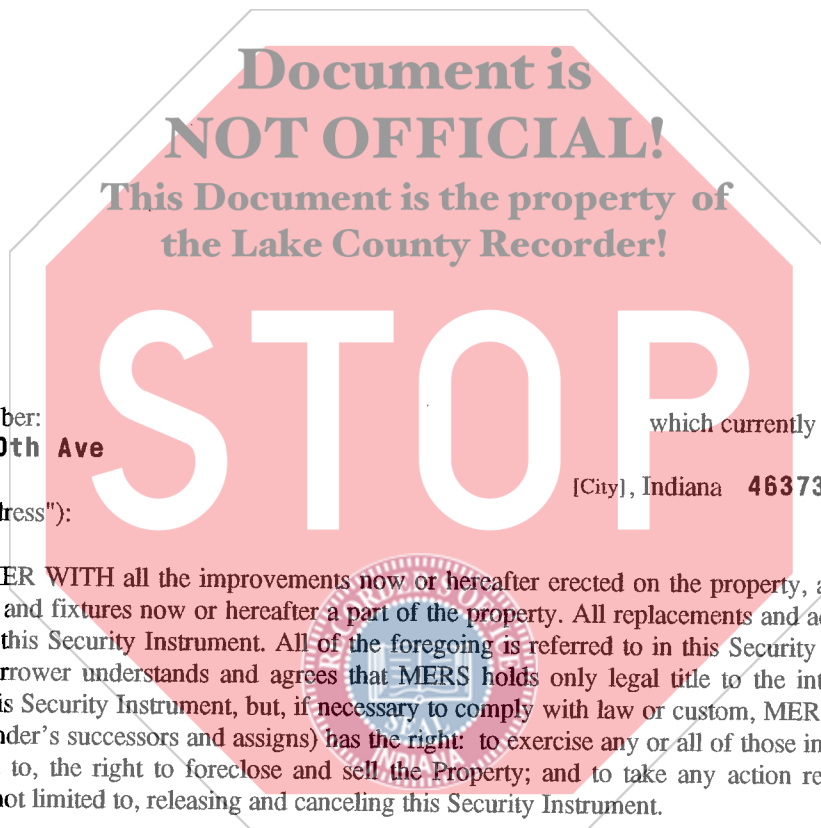 Document is
NOT OFFICIAL!
This Document is the property of
the Lake County Recorder!
STOP
ber:
which currently
0th Ave
[City], Indiana 46373
dress"):
ER WITH all the improvements now or hereafter erected on the property, a
and fixtures now or hereafter a part of the property. All replacements and a
this Security Instrument. All of the foregoing is referred to in this Security
rrower understands and agrees that MERS holds only legal title to the int
is Security Instrument, but, if necessary to comply with law or custom, MER
nder's successors and assigns) has the right: to exercise any or all of those in
to, the right to foreclose and sell the Property; and to take any action re
not limited to, releasing and canceling this Security Instrument.
RECORDER'S OFFICE
SEAL
INDIANA